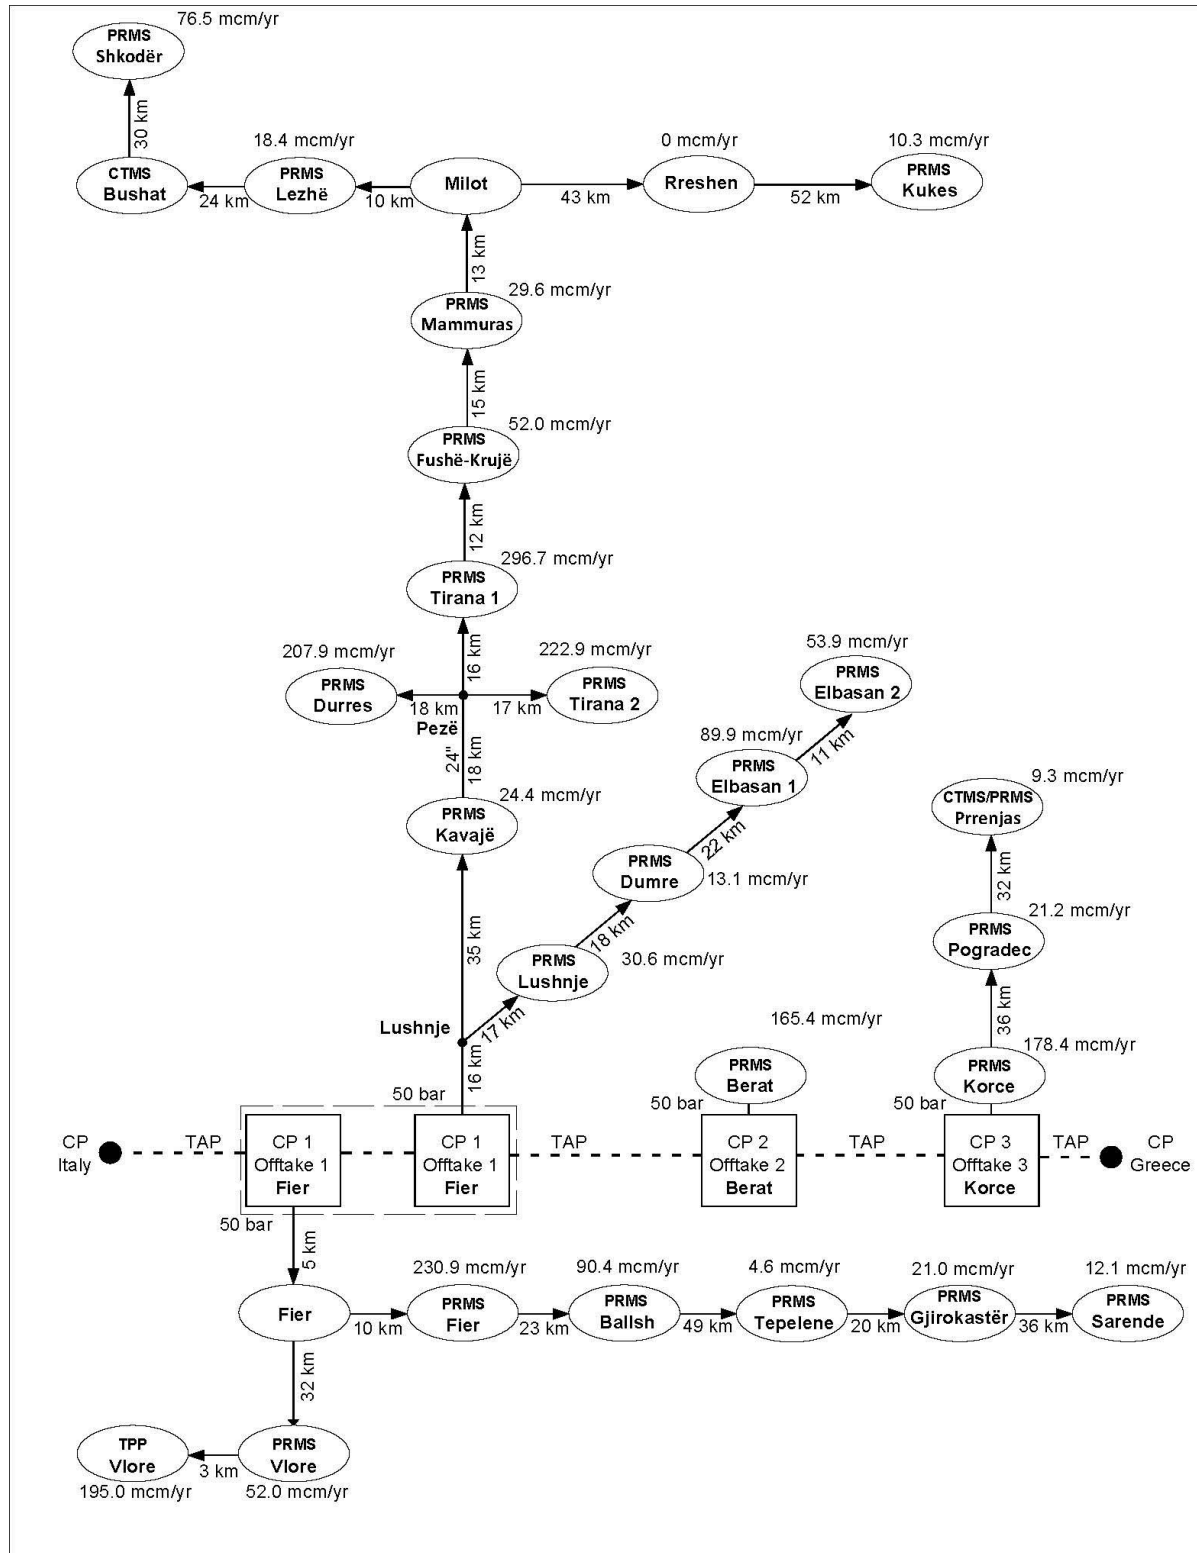 76.5 mcm/yr
PRMS
Shkodër
30 km
18.4 mcm/yr
0 mcm/yr
10.3 mcm/yr
CTMS
Bushat
24 km
PRMS
Lezhë
10 km
Milot
43 km
Rreshen
52 km
PRMS
Kukes
13 km
29.6 mcm/yr
PRMS
Mammuras
15 km
52.0 mcm/yr
PRMS
Fushë-Krujë
12 km
296.7 mcm/yr
PRMS
Tirana 1
16 km
207.9 mcm/yr
PRMS
Durres
18 km
Pezë
17 km
222.9 mcm/yr
PRMS
Tirana 2
24"
18 km
24.4 mcm/yr
PRMS
Kavajë
35 km
53.9 mcm/yr
PRMS
Elbasan 2
11 km
89.9 mcm/yr
PRMS
Elbasan 1
22 km
PRMS
Dumre
13.1 mcm/yr
18 km
PRMS
Lushnje
30.6 mcm/yr
17 km
Lushnje
16 km
50 bar
9.3 mcm/yr
CTMS/PRMS
Prrenjas
32 km
21.2 mcm/yr
PRMS
Pogradec
36 km
165.4 mcm/yr
PRMS
Berat
50 bar
178.4 mcm/yr
PRMS
Korce
50 bar
CP
Italy
TAP
CP 1
Offtake 1
Fier
CP 1
Offtake 1
Fier
TAP
CP 2
Offtake 2
Berat
TAP
CP 3
Offtake 3
Korce
TAP
CP
Greece
50 bar
5 km
Fier
10 km
230.9 mcm/yr
PRMS
Fier
23 km
90.4 mcm/yr
PRMS
Ballsh
49 km
4.6 mcm/yr
PRMS
Tepelene
20 km
21.0 mcm/yr
PRMS
Gjirokastër
36 km
12.1 mcm/yr
PRMS
Sarende
32 km
TPP
Vlore
195.0 mcm/yr
3 km
PRMS
Vlore
52.0 mcm/yr